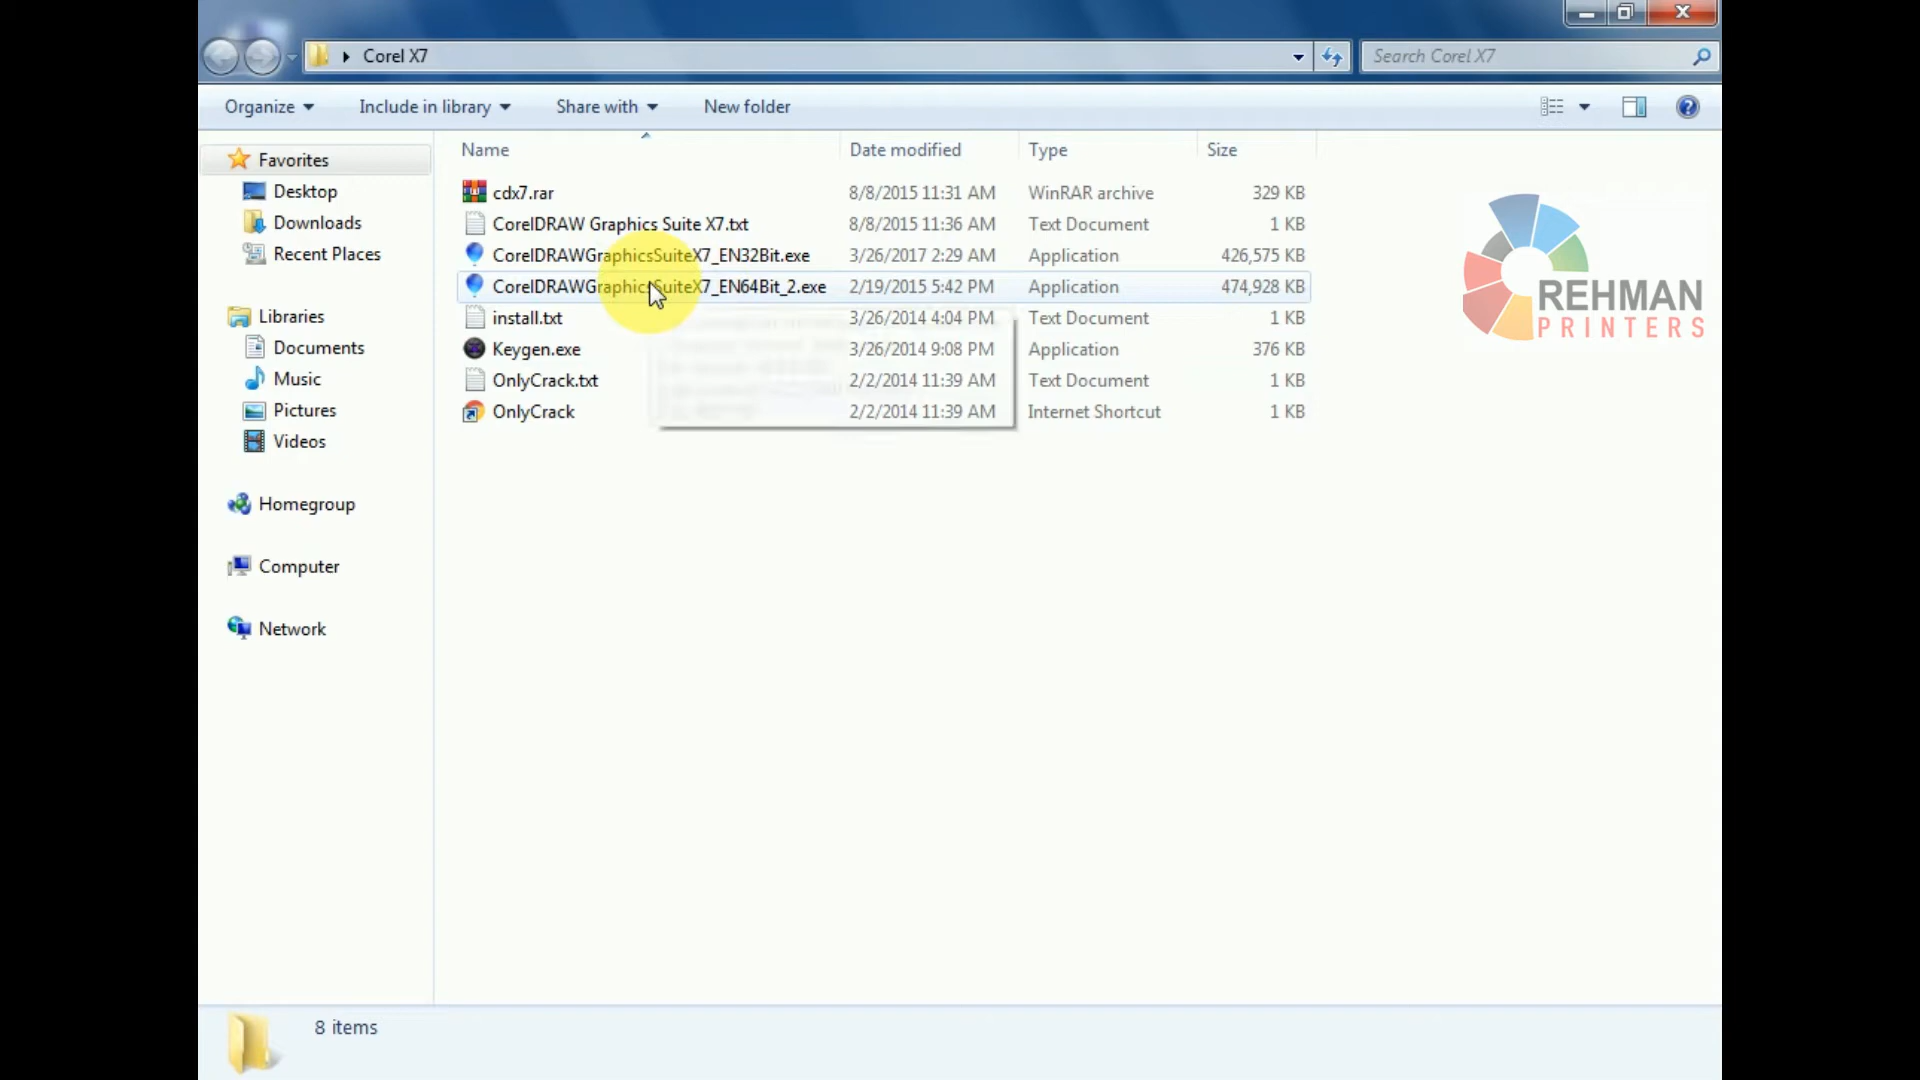 Corel X7
Search Corel X7
Organize
Include in library
Share with
New folder
Name
Date modified
Type
Size
Favorites
Desktop
Downloads
Recent Places
Libraries
Documents
Music
Pictures
Videos
Homegroup
Computer
Network
cdx7.rar 8/8/2015 11:31 AM WinRAR archive 329 KB
CorelDRAW Graphics Suite X7.txt 8/8/2015 11:36 AM Text Document 1 KB
CorelDRAWGraphicsSuiteX7_EN32Bit.exe 3/26/2017 2:29 AM Application 426,575 KB
CorelDRAWGraphicsSuiteX7_EN64Bit_2.exe 2/19/2015 5:42 PM Application 474,928 KB
install.txt 3/26/2014 4:04 PM Text Document 1 KB
Keygen.exe 3/26/2014 9:08 PM Application 376 KB
OnlyCrack.txt 2/2/2014 11:39 AM Text Document 1 KB
OnlyCrack 2/2/2014 11:39 AM Internet Shortcut 1 KB
REHMAN
PRINTERS
8 items